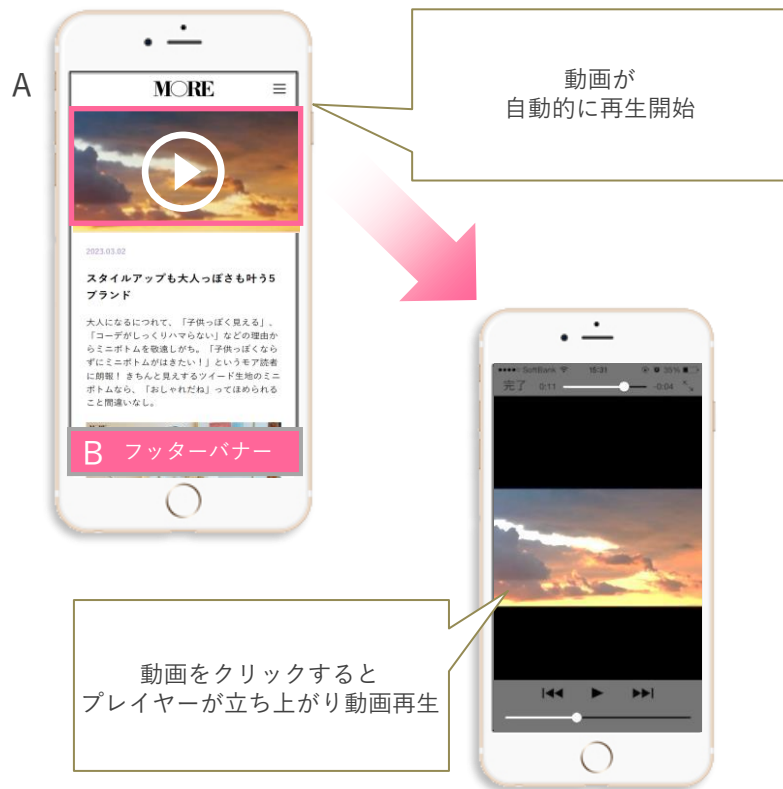 A
MORE
動画が
自動的に再生開始
2023.03.02
スタイルアップも大人っぽさも叶う5
ブランド
大人になるにつれて、「子供っぽく見える」、
「コーデがしっくりハマらない」などの理由か
らミニボトムを敬遠しがち。「子供っぽくなら
ずにミニボトムがはきたい！」というモア読者
に朗報！ きちんと見えするツイード生地のミニ
ボトムなら、「おしゃれだね」ってほめられる
こと間違いなし。
B フッターバナー
SoftBank 15:31 35%
完了 0:11 -0:04
動画をクリックすると
プレイヤーが立ち上がり動画再生